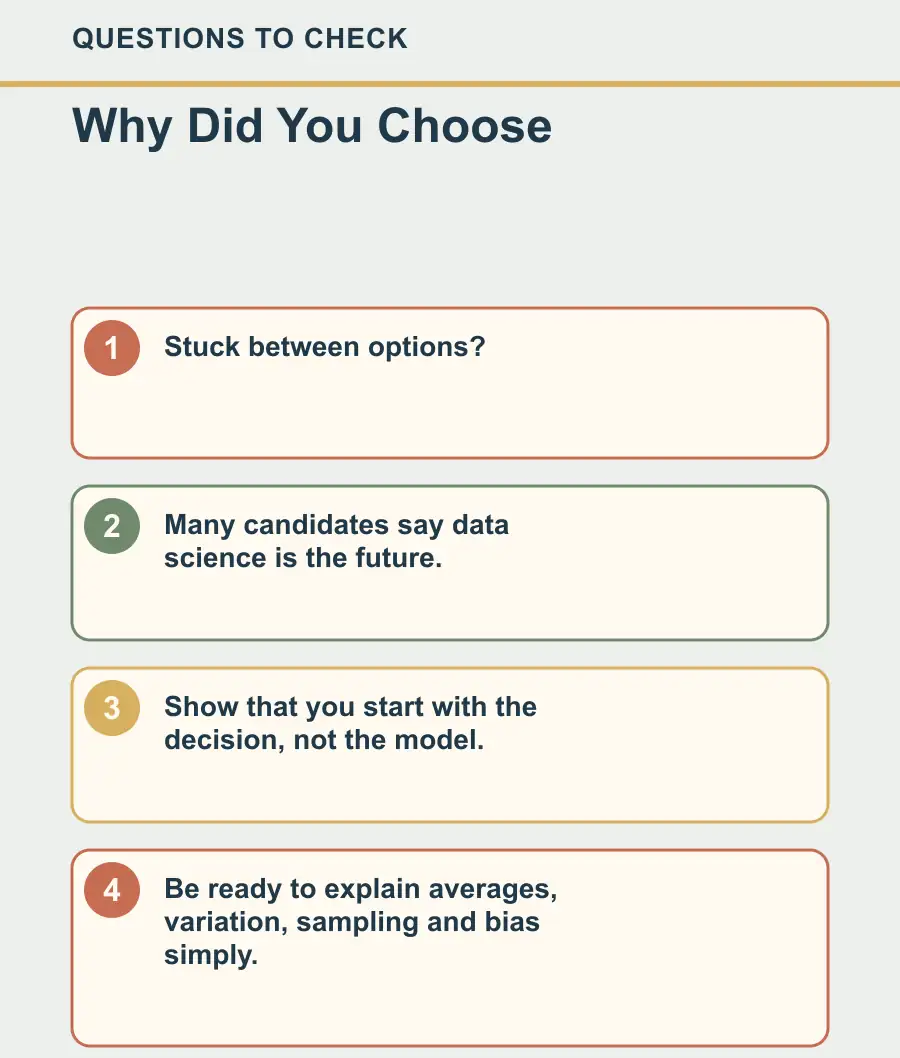 QUESTIONS TO CHECK
Why Did You Choose
1
Stuck between options?
2
Many candidates say data
science is the future.
3
Show that you start with the
decision, not the model.
4
Be ready to explain averages,
variation, sampling and bias
simply.